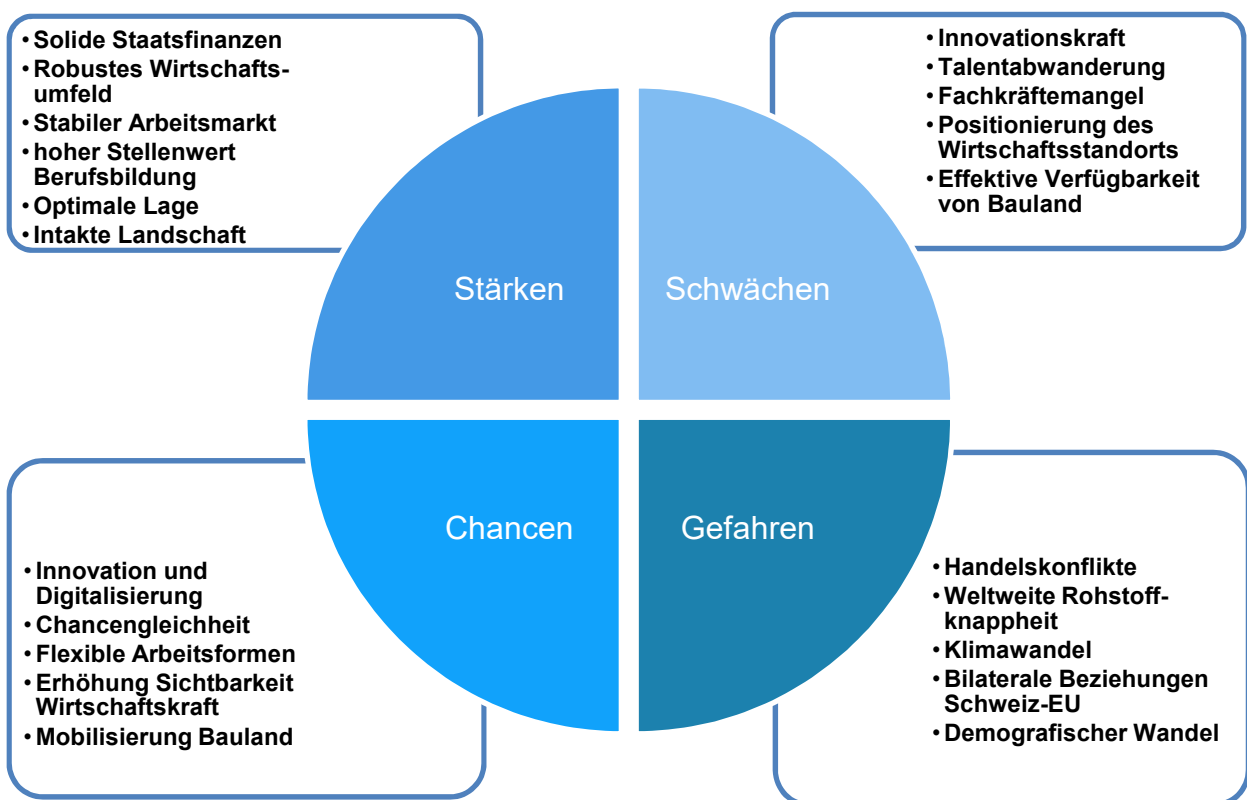 • Solide Staatsfinanzen
• Robustes Wirtschafts-
umfeld
• Stabiler Arbeitsmarkt
• hoher Stellenwert
Berufsbildung
• Optimale Lage
• Intakte Landschaft
• Innovationskraft
• Talentabwanderung
• Fachkräftemangel
• Positionierung des
Wirtschaftsstandorts
• Effektive Verfügbarkeit
von Bauland
Stärken
Schwächen
Chancen
Gefahren
• Innovation und
Digitalisierung
• Chancengleichheit
• Flexible Arbeitsformen
• Erhöhung Sichtbarkeit
Wirtschaftskraft
• Mobilisierung Bauland
• Handelskonflikte
• Weltweite Rohstoff-
knappheit
• Klimawandel
• Bilaterale Beziehungen
Schweiz-EU
• Demografischer Wandel